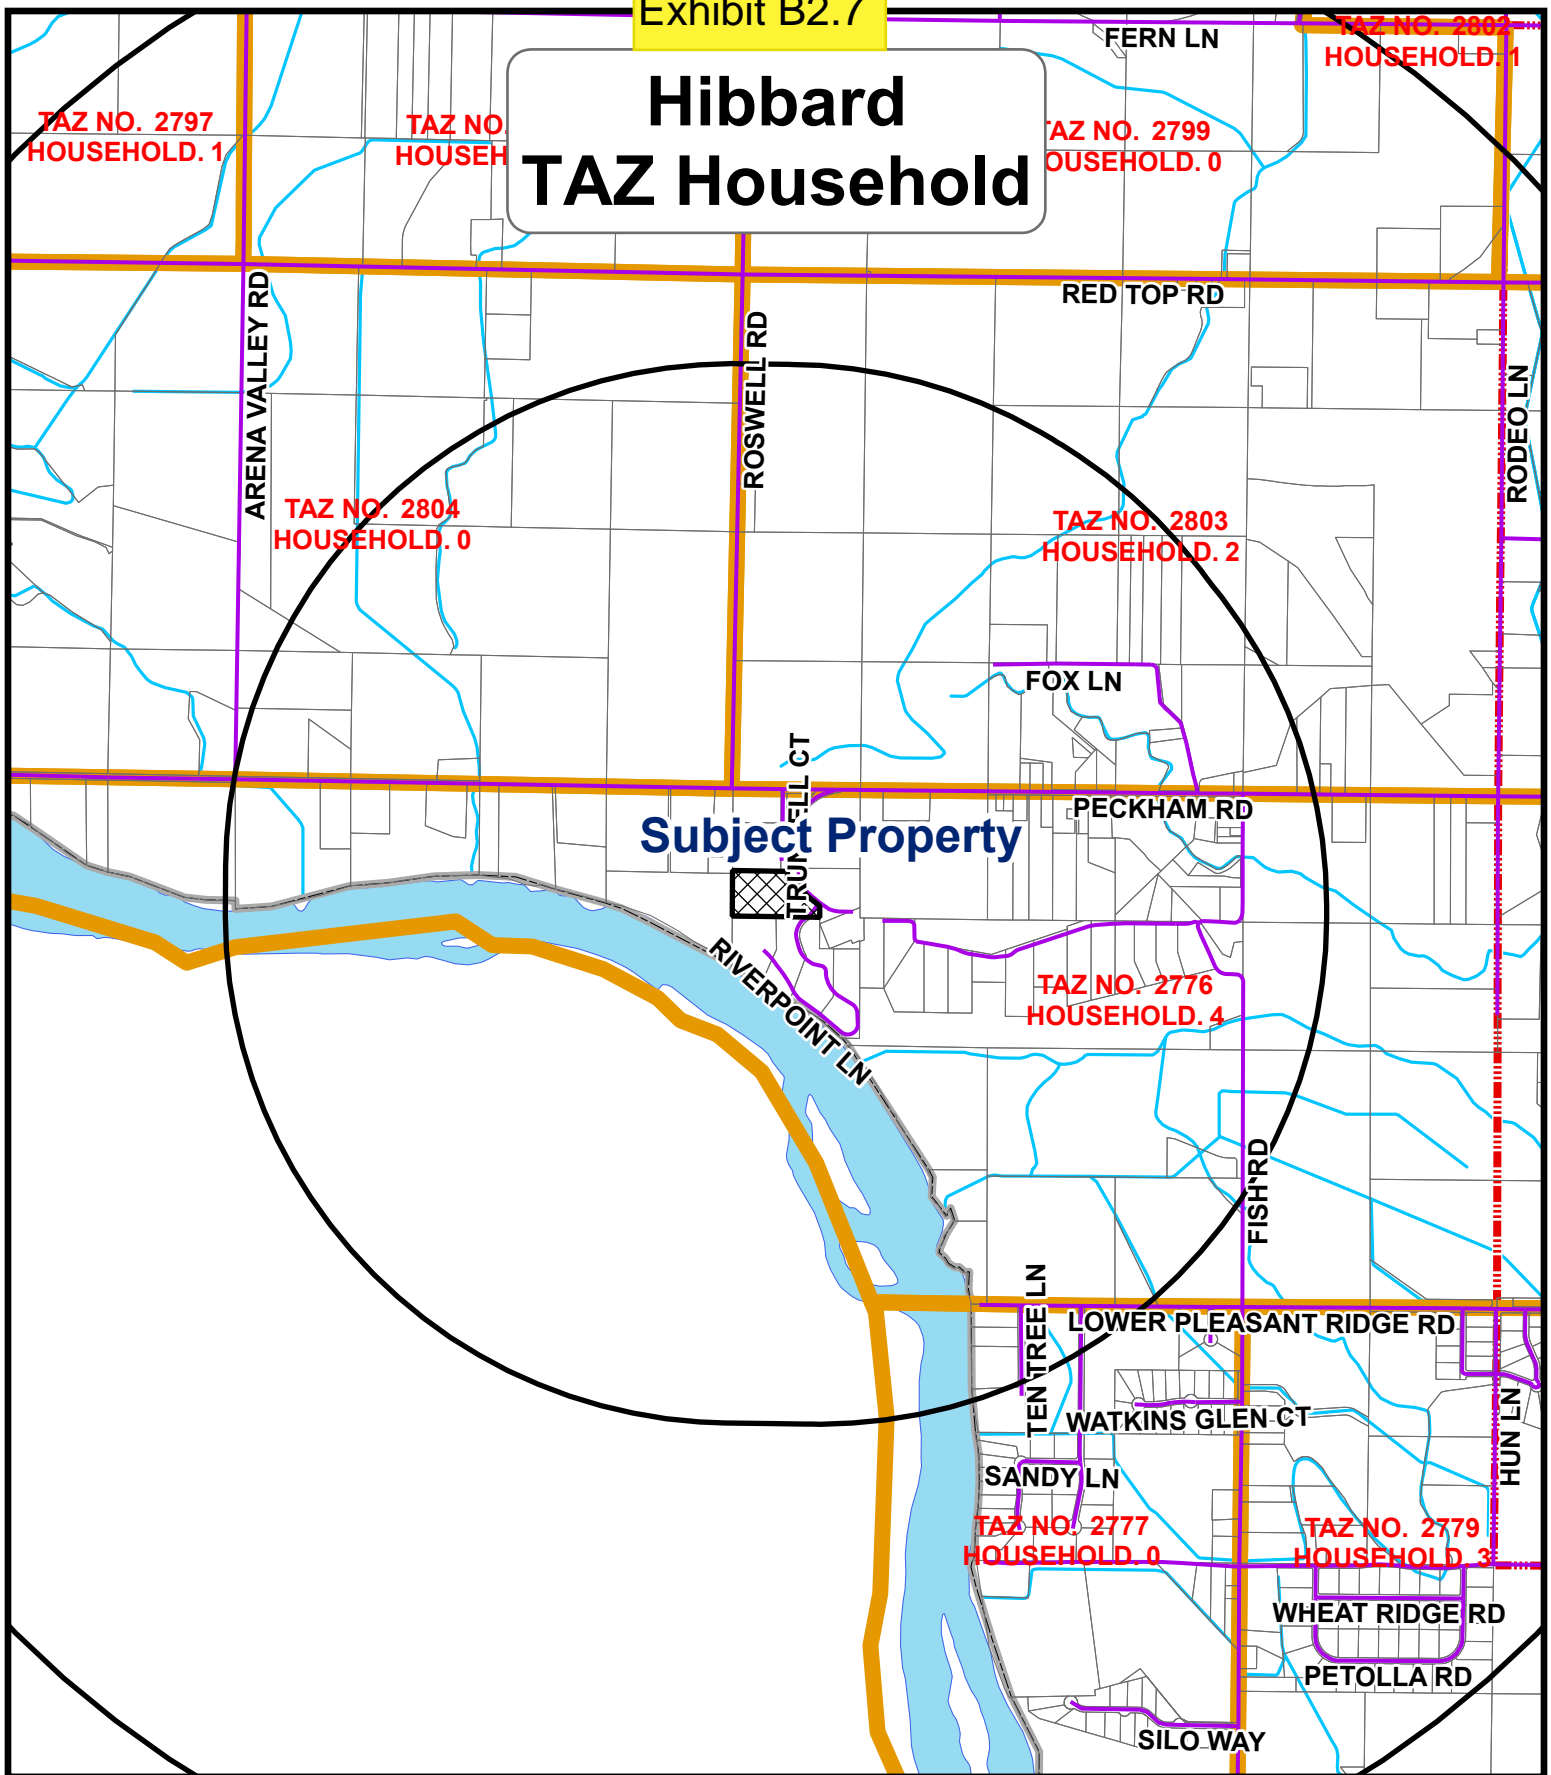 Exhibit B2.7
FERN LN
TAZ NO. 2802
HOUSEHOLD. 1
Hibbard
TAZ Household
TAZ NO. 2797
HOUSEHOLD. 1
TAZ NO.
HOUSEH
TAZ NO. 2799
OUSEHOLD. 0
RED TOP RD
ARENA VALLEY RD
ROSWELL RD
RODEO LN
TAZ NO. 2804
HOUSEHOLD. 0
TAZ NO. 2803
HOUSEHOLD. 2
FOX LN
PECKHAM RD
Subject Property
RIVERPOINT LN
TAZ NO. 2776
HOUSEHOLD. 4
FISH RD
TEN TREE LN
LOWER PLEASANT RIDGE RD
WATKINS GLEN CT
HUN LN
SANDY LN
TAZ NO. 2777
HOUSEHOLD. 0
TAZ NO. 2779
HOUSEHOLD. 3
WHEAT RIDGE RD
PETOLLA RD
SILO WAY